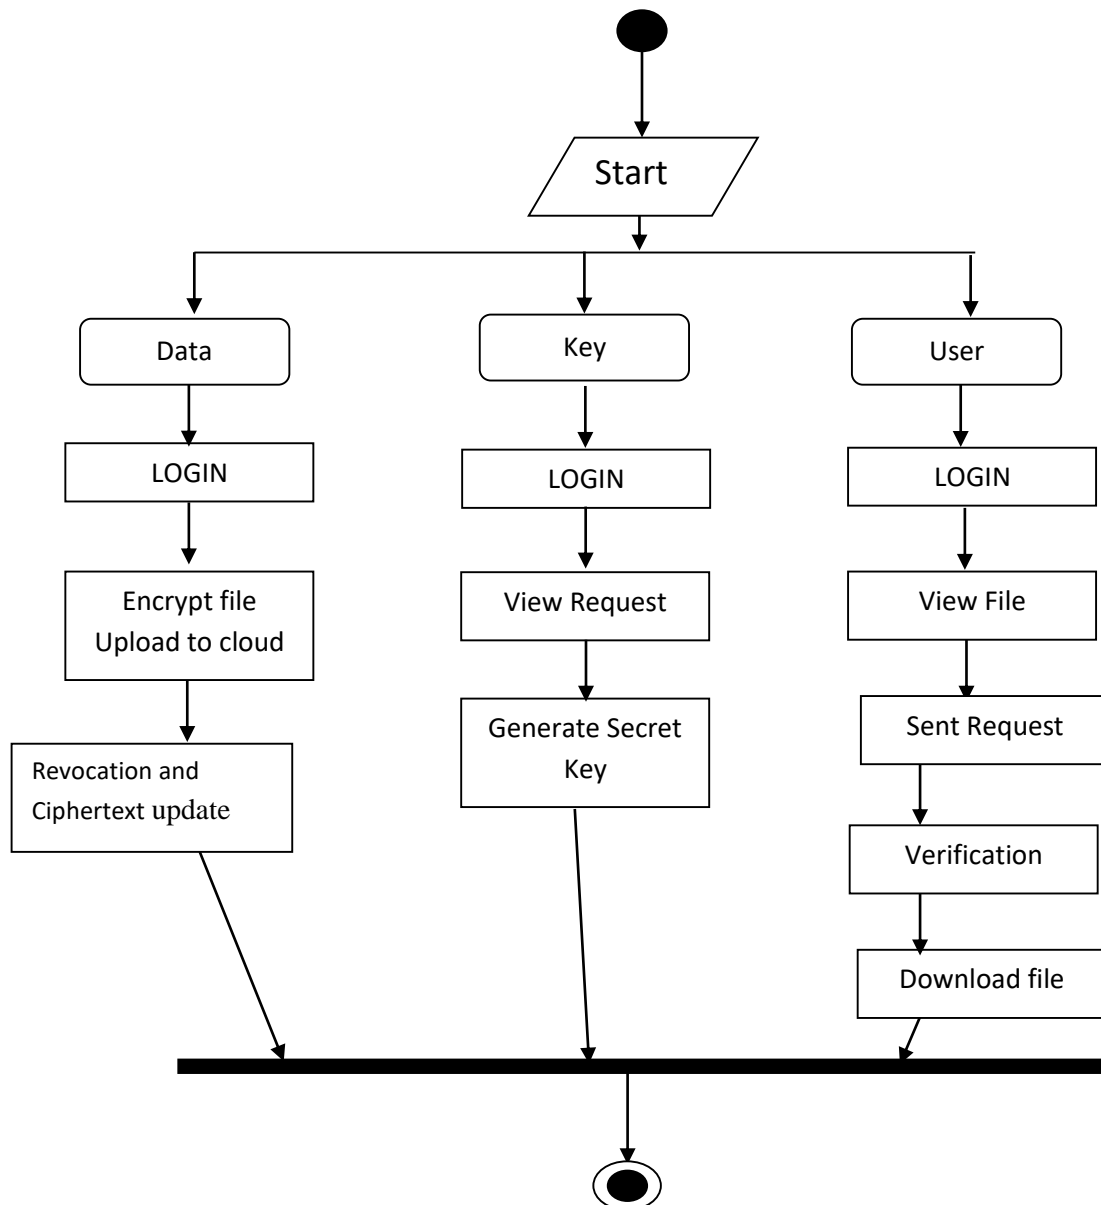 Start
Data
Key
User
LOGIN
LOGIN
LOGIN
Encrypt file
Upload to cloud
View Request
View File
Revocation and
Ciphertext update
Generate Secret
Key
Sent Request
Verification
Download file